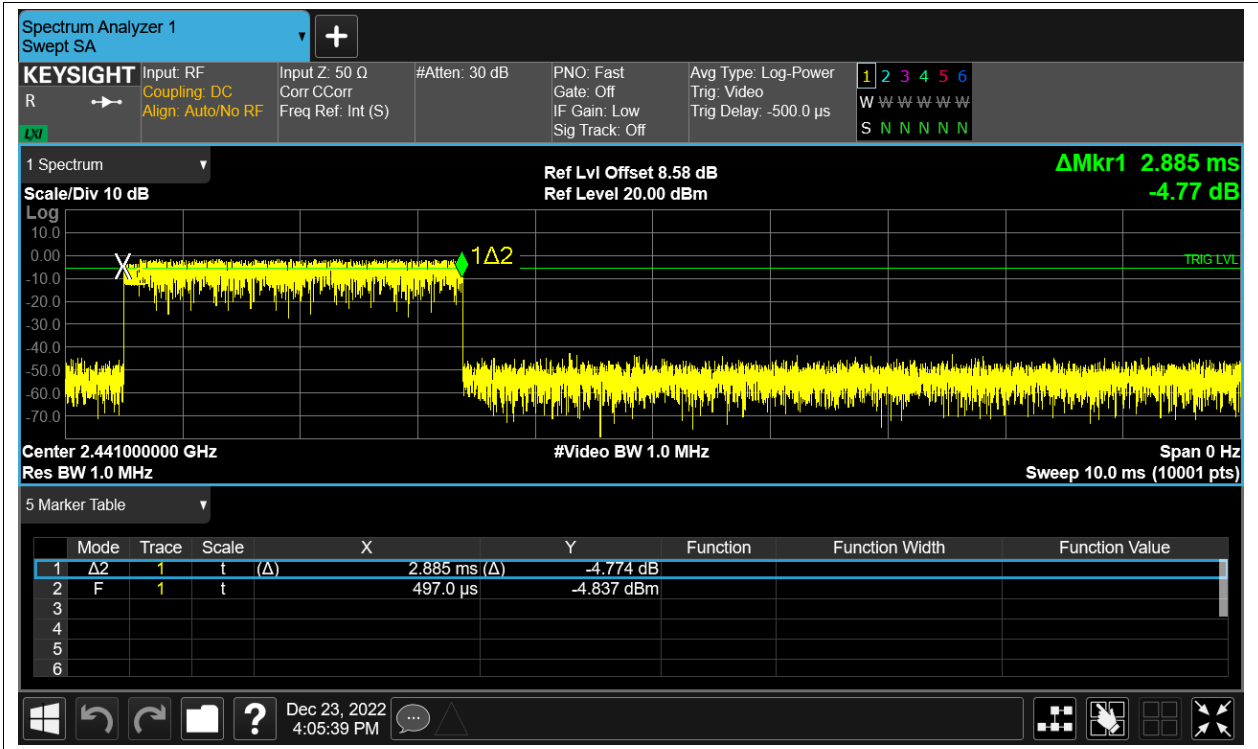 Spectrum Analyzer 1
Swept SA
KEYSIGHT
R
LXI
Input: RF
Coupling: DC
Align: Auto/No RF
Input Z: 50 Ω
Corr CCorr
Freq Ref: Int (S)
#Atten: 30 dB
PNO: Fast
Gate: Off
IF Gain: Low
Sig Track: Off
Avg Type: Log-Power
Trig: Video
Trig Delay: -500.0 µs
1 2 3 4 5 6
W W W W W W
S N N N N N
1 Spectrum
Scale/Div 10 dB
Ref Lvl Offset 8.58 dB
Ref Level 20.00 dBm
ΔMkr1 2.885 ms
-4.77 dB
Log
10.0
0.00
-10.0
-20.0
-30.0
-40.0
-50.0
-60.0
-70.0
1Δ2
TRIG LVL
Center 2.441000000 GHz
Res BW 1.0 MHz
#Video BW 1.0 MHz
Span 0 Hz
Sweep 10.0 ms (10001 pts)
5 Marker Table
Mode Trace Scale X Y Function Function Width Function Value
1 Δ2 1 t (Δ) 2.885 ms (Δ) -4.774 dB
2 F 1 t 497.0 µs -4.837 dBm
3
4
5
6
Dec 23, 2022
4:05:39 PM